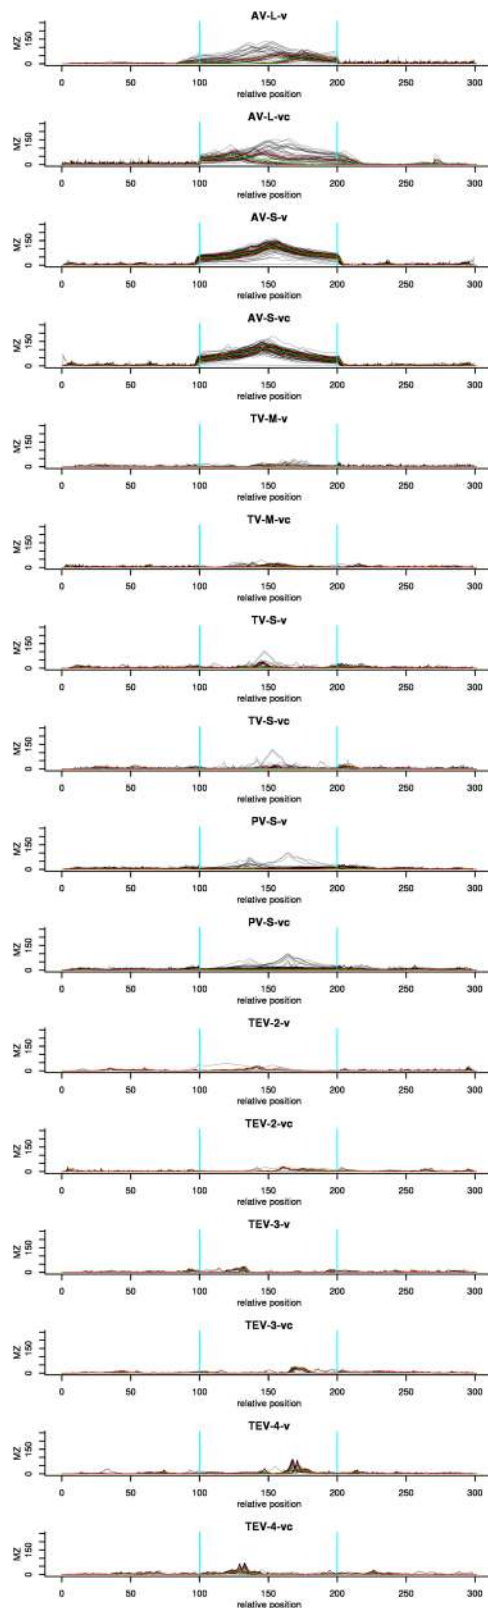 AV-L-v
MZ
0 150
0 50 100 150 200 250 300
relative position
AV-L-vc
MZ
0 150
0 50 100 150 200 250 300
relative position
AV-S-v
MZ
0 150
0 50 100 150 200 250 300
relative position
AV-S-vc
MZ
0 150
0 50 100 150 200 250 300
relative position
TV-M-v
MZ
0 150
0 50 100 150 200 250 300
relative position
TV-M-vc
MZ
0 150
0 50 100 150 200 250 300
relative position
TV-S-v
MZ
0 150
0 50 100 150 200 250 300
relative position
TV-S-vc
MZ
0 150
0 50 100 150 200 250 300
relative position
PV-S-v
MZ
0 150
0 50 100 150 200 250 300
relative position
PV-S-vc
MZ
0 150
0 50 100 150 200 250 300
relative position
TEV-2-v
MZ
0 150
0 50 100 150 200 250 300
relative position
TEV-2-vc
MZ
0 150
0 50 100 150 200 250 300
relative position
TEV-3-v
MZ
0 150
0 50 100 150 200 250 300
relative position
TEV-3-vc
MZ
0 150
0 50 100 150 200 250 300
relative position
TEV-4-v
MZ
0 150
0 50 100 150 200 250 300
relative position
TEV-4-vc
MZ
0 150
0 50 100 150 200 250 300
relative position